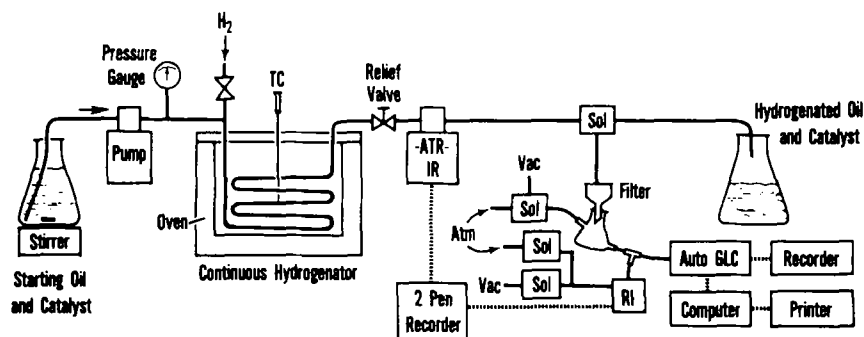 H2
Pressure
Gauge
TC
Relief
Valve
Pump
-ATR-
IR
Sol
Hydrogenated Oil
and Catalyst
Vac
Filter
Sol
Oven
Stirrer
Atm
Sol
Starting Oil
and Catalyst
Continuous Hydrogenator
Vac
Sol
2 Pen
Recorder
RI
Auto GLC
Recorder
Computer
Printer